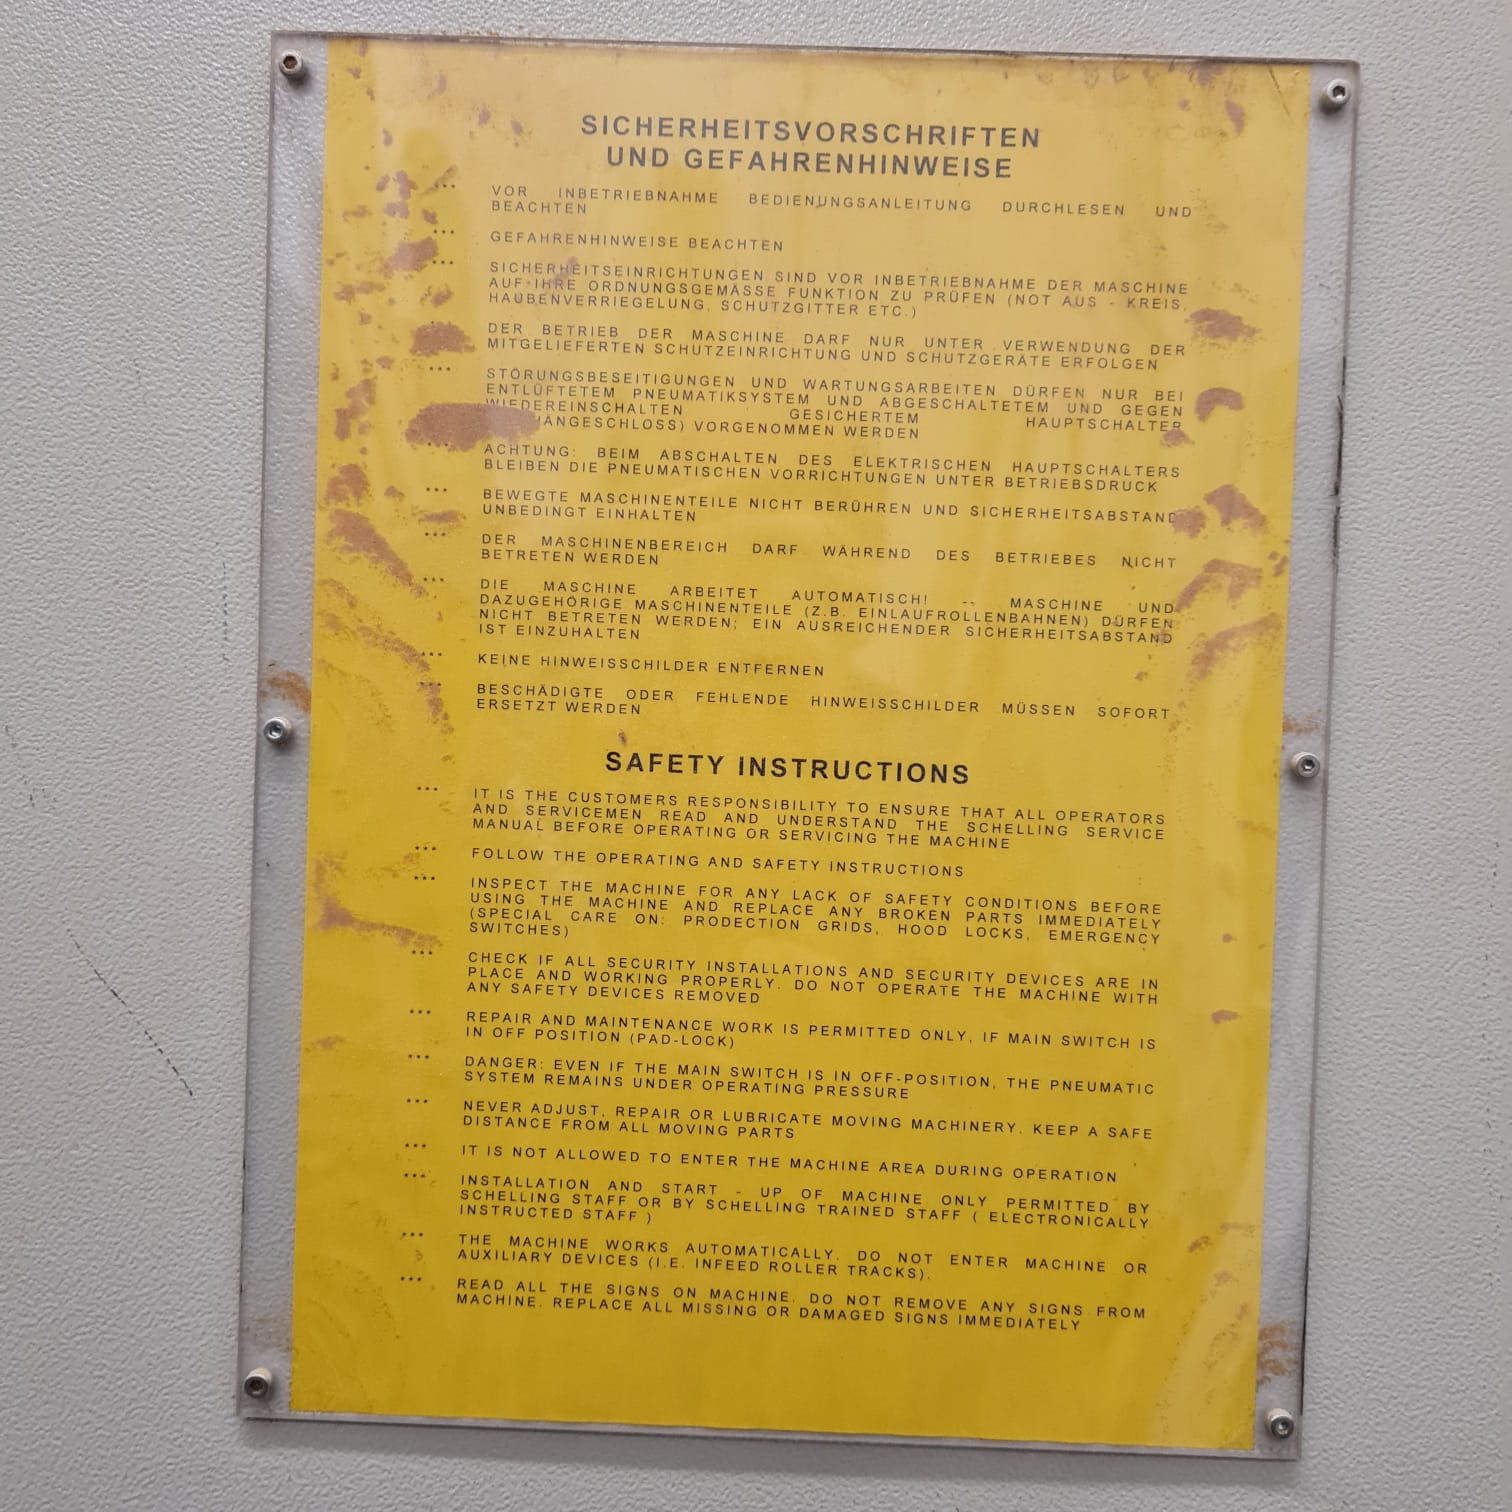 SICHERHEITSVORSCHRIFTEN
UND GEFAHRENHINWEISE
*** VOR INBETRIEBNAHME BEDIENUNGSANLEITUNG DURCHLESEN UND
BEACHTEN
*** GEFAHRENHINWEISE BEACHTEN
*** SICHERHEITSEINRICHTUNGEN SIND VOR INBETRIEBNAHME DER MASCHINE
AUF IHRE ORDNUNGSGEMÄSSE FUNKTION ZU PRÜFEN (NOT AUS - KREIS,
HAUBENVERRIEGELUNG, SCHUTZGITTER ETC.)
DER BETRIEB DER MASCHINE DARF NUR UNTER VERWENDUNG DER
MITGELIEFERTEN SCHUTZEINRICHTUNG UND SCHUTZGERÄTE ERFOLGEN
*** STÖRUNGSBESEITIGUNGEN UND WARTUNGSARBEITEN DÜRFEN NUR BEI
ENTLÜFTETEM PNEUMATIKSYSTEM UND ABGESCHALTETEM UND GEGEN
WIEDEREINSCHALTEN GESICHERTEM HAUPTSCHALTER
VORGENOMMEN WERDEN
*** ACHTUNG: BEIM ABSCHALTEN DES ELEKTRISCHEN HAUPTSCHALTERS
BLEIBEN DIE PNEUMATISCHEN VORRICHTUNGEN UNTER BETRIEBSDRUCK
*** BEWEGTE MASCHINENTEILE NICHT BERÜHREN UND SICHERHEITSABSTAND
UNBEDINGT EINHALTEN
*** DER MASCHINENBEREICH DARF WÄHREND DES BETRIEBES NICHT
BETRETEN WERDEN
*** DIE MASCHINE ARBEITET AUTOMATISCH! -- MASCHINE UND
DAZUGEHÖRIGE MASCHINENTEILE (Z.B. EINLAUFROLLENBAHNEN) DÜRFEN
NICHT BETRETEN WERDEN; EIN AUSREICHENDER SICHERHEITSABSTAND
IST EINZUHALTEN
*** KEINE HINWEISSCHILDER ENTFERNEN
*** BESCHÄDIGTE ODER FEHLENDE HINWEISSCHILDER MÜSSEN SOFORT
ERSETZT WERDEN
SAFETY INSTRUCTIONS
*** IT IS THE CUSTOMERS RESPONSIBILITY TO ENSURE THAT ALL OPERATORS
AND SERVICEMEN READ AND UNDERSTAND THE SCHELLING SERVICE
MANUAL BEFORE OPERATING OR SERVICING THE MACHINE
*** FOLLOW THE OPERATING AND SAFETY INSTRUCTIONS
*** INSPECT THE MACHINE FOR ANY LACK OF SAFETY CONDITIONS BEFORE
USING THE MACHINE AND REPLACE ANY BROKEN PARTS IMMEDIATELY
(SPECIAL CARE ON: PRODECTION GRIDS, HOOD LOCKS, EMERGENCY
SWITCHES)
*** CHECK IF ALL SECURITY INSTALLATIONS AND SECURITY DEVICES ARE IN
PLACE AND WORKING PROPERLY. DO NOT OPERATE THE MACHINE WITH
ANY SAFETY DEVICES REMOVED
*** REPAIR AND MAINTENANCE WORK IS PERMITTED ONLY, IF MAIN SWITCH IS
IN OFF POSITION (PAD-LOCK)
*** DANGER: EVEN IF THE MAIN SWITCH IS IN OFF-POSITION, THE PNEUMATIC
SYSTEM REMAINS UNDER OPERATING PRESSURE
*** NEVER ADJUST, REPAIR OR LUBRICATE MOVING MACHINERY. KEEP A SAFE
DISTANCE FROM ALL MOVING PARTS
*** IT IS NOT ALLOWED TO ENTER THE MACHINE AREA DURING OPERATION
*** INSTALLATION AND START - UP OF MACHINE ONLY PERMITTED BY
SCHELLING STAFF OR BY SCHELLING TRAINED STAFF ( ELECTRONICALLY
INSTRUCTED STAFF )
*** THE MACHINE WORKS AUTOMATICALLY. DO NOT ENTER MACHINE OR
AUXILIARY DEVICES (I.E. INFEED ROLLER TRACKS).
*** READ ALL THE SIGNS ON MACHINE. DO NOT REMOVE ANY SIGNS FROM
MACHINE. REPLACE ALL MISSING OR DAMAGED SIGNS IMMEDIATELY